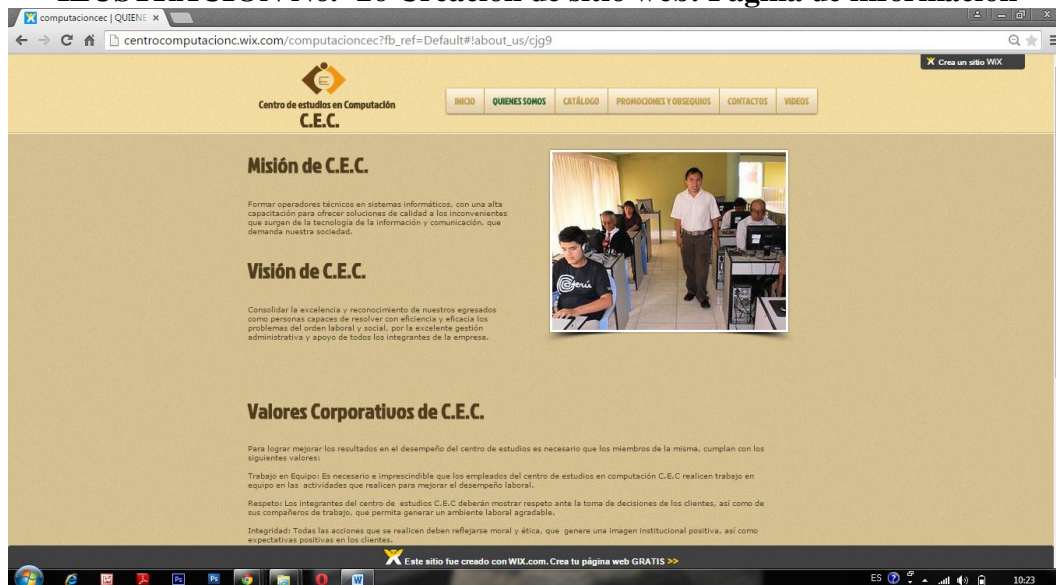 ILUSTRACIÓN No. 20 Creación de sitio web: Página de información
computacioncec | QUIENE
centrocomputacionc.wix.com/computacioncec?fb_ref=Default#!about_us/cjg9
Crea un sitio WiX
Centro de estudios en Computación
C.E.C.
INICIO
QUIENES SOMOS
CATÁLOGO
PROMOCIONES Y OBSEQUIOS
CONTACTOS
VIDEOS
Misión de C.E.C.
Formar operadores técnicos en sistemas informáticos, con una alta
capacitación para ofrecer soluciones de calidad a los inconvenientes
que surgen de la tecnología de la información y comunicación, que
demanda nuestra sociedad.
Visión de C.E.C.
Consolidar la excelencia y reconocimiento de nuestros egresados
como personas capaces de resolver con eficiencia y eficacia los
problemas del orden laboral y social, por la excelente gestión
administrativa y apoyo de todos los integrantes de la empresa.
Perú
Valores Corporativos de C.E.C.
Para lograr mejorar los resultados en el desempeño del centro de estudios es necesario que los miembros de la misma, cumplan con los
siguientes valores:
Trabajo en Equipo: Es necesario e imprescindible que los empleados del centro de estudios en computación C.E.C realicen trabajo en
equipo en las actividades que realicen para mejorar el desempeño laboral.
Respeto: Los integrantes del centro de estudios C.E.C deberán mostrar respeto ante la toma de decisiones de los clientes, así como de
sus compañeros de trabajo, que permita generar un ambiente laboral agradable.
Integridad: Todas las acciones que se realicen deben reflejarse moral y ética, que genere una imagen institucional positiva, así como
expectativas positivas en los clientes.
Este sitio fue creado con WIX.com. Crea tu página web GRATIS >>
ES
10:23